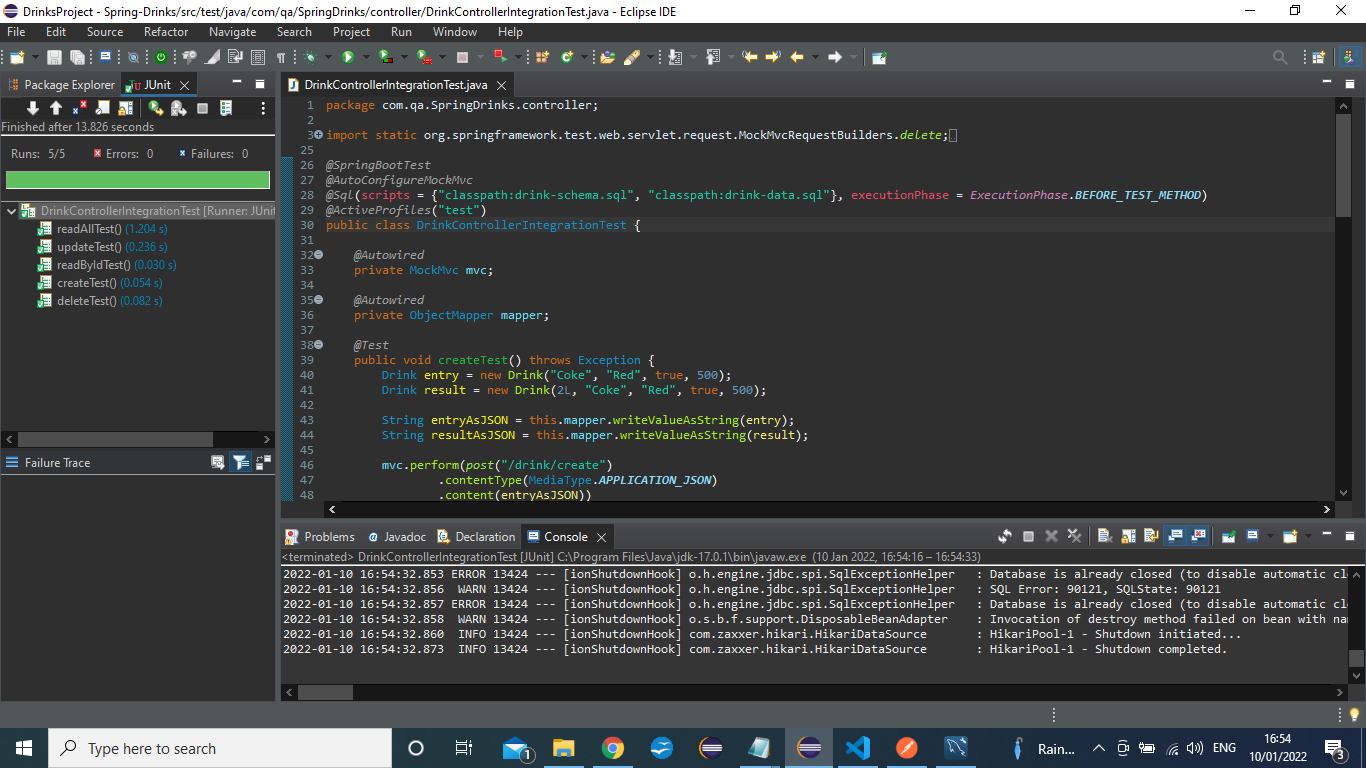 DrinksProject - Spring-Drinks/src/test/java/com/qa/SpringDrinks/controller/DrinkControllerIntegrationTest.java - Eclipse IDE
File Edit Source Refactor Navigate Search Project Run Window Help
Package Explorer JUnit
Finished after 13.826 seconds
Runs: 5/5 Errors: 0 Failures: 0
DrinkControllerIntegrationTest [Runner: JUni
readAllTest() (1.204 s)
updateTest() (0.236 s)
readByIdTest() (0.030 s)
createTest() (0.054 s)
deleteTest() (0.082 s)
Failure Trace
DrinkControllerIntegrationTest.java
1 package com.qa.SpringDrinks.controller;
2
3 import static org.springframework.test.web.servlet.request.MockMvcRequestBuilders.delete;
25
26 @SpringBootTest
27 @AutoConfigureMockMvc
28 @Sql(scripts = {"classpath:drink-schema.sql", "classpath:drink-data.sql"}, executionPhase = ExecutionPhase.BEFORE_TEST_METHOD)
29 @ActiveProfiles("test")
30 public class DrinkControllerIntegrationTest {
31
32 @Autowired
33 private MockMvc mvc;
34
35 @Autowired
36 private ObjectMapper mapper;
37
38 @Test
39 public void createTest() throws Exception {
40 Drink entry = new Drink("Coke", "Red", true, 500);
41 Drink result = new Drink(2L, "Coke", "Red", true, 500);
42
43 String entryAsJSON = this.mapper.writeValueAsString(entry);
44 String resultAsJSON = this.mapper.writeValueAsString(result);
45
46 mvc.perform(post("/drink/create")
47 .contentType(MediaType.APPLICATION_JSON)
48 .content(entryAsJSON))
Problems Javadoc Declaration Console
<terminated> DrinkControllerIntegrationTest [JUnit] C:\Program Files\Java\jdk-17.0.1\bin\javaw.exe (10 Jan 2022, 16:54:16 – 16:54:33)
2022-01-10 16:54:32.853 ERROR 13424 --- [ionShutdownHook] o.h.engine.jdbc.spi.SqlExceptionHelper : Database is already closed (to disable automatic cl
2022-01-10 16:54:32.856 WARN 13424 --- [ionShutdownHook] o.h.engine.jdbc.spi.SqlExceptionHelper : SQL Error: 90121, SQLState: 90121
2022-01-10 16:54:32.857 ERROR 13424 --- [ionShutdownHook] o.h.engine.jdbc.spi.SqlExceptionHelper : Database is already closed (to disable automatic cl
2022-01-10 16:54:32.858 WARN 13424 --- [ionShutdownHook] o.s.b.f.support.DisposableBeanAdapter : Invocation of destroy method failed on bean with na
2022-01-10 16:54:32.860 INFO 13424 --- [ionShutdownHook] com.zaxxer.hikari.HikariDataSource : HikariPool-1 - Shutdown initiated...
2022-01-10 16:54:32.873 INFO 13424 --- [ionShutdownHook] com.zaxxer.hikari.HikariDataSource : HikariPool-1 - Shutdown completed.
Type here to search
1
Rain...
ENG
16:54
10/01/2022
3